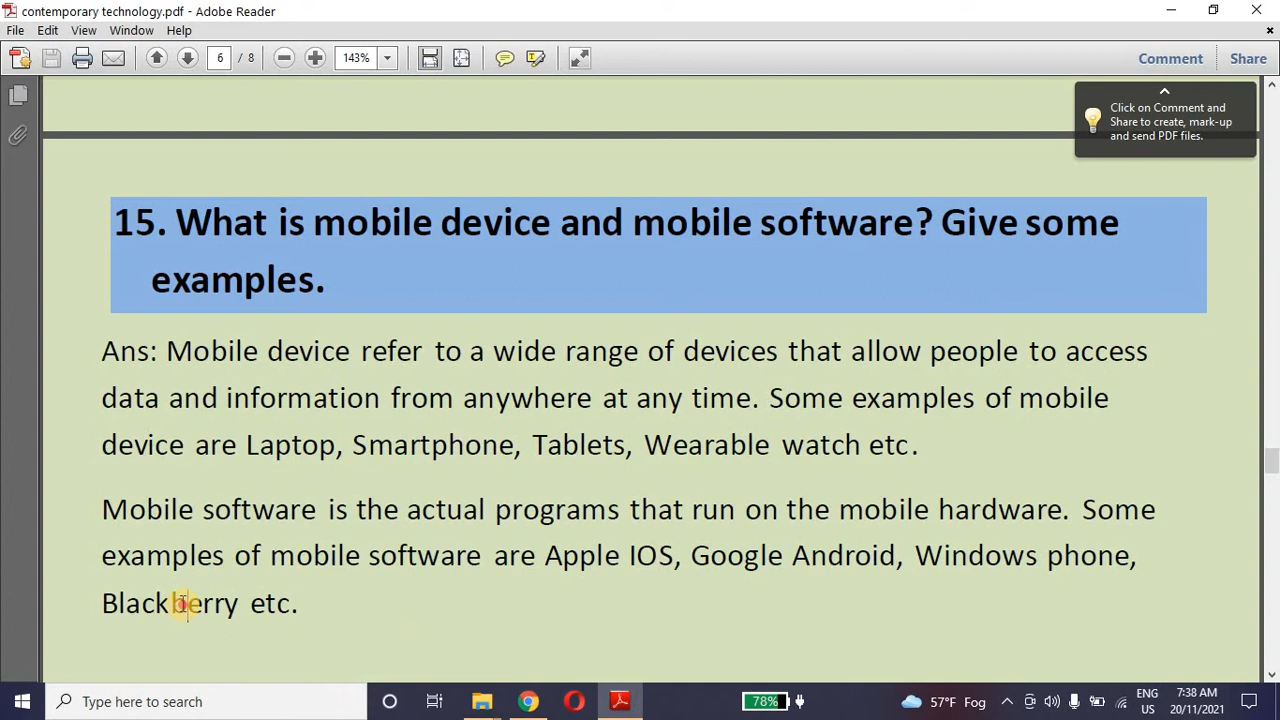 contemporary technology.pdf - Adobe Reader
File Edit View Window Help
6 / 8 143% Comment Share
Click on Comment and
Share to create, mark-up
and send PDF files.
15. What is mobile device and mobile software? Give some
examples.
Ans: Mobile device refer to a wide range of devices that allow people to access
data and information from anywhere at any time. Some examples of mobile
device are Laptop, Smartphone, Tablets, Wearable watch etc.
Mobile software is the actual programs that run on the mobile hardware. Some
examples of mobile software are Apple IOS, Google Android, Windows phone,
Blackberry etc.
Type here to search
78%
57°F Fog
ENG
US
7:38 AM
20/11/2021